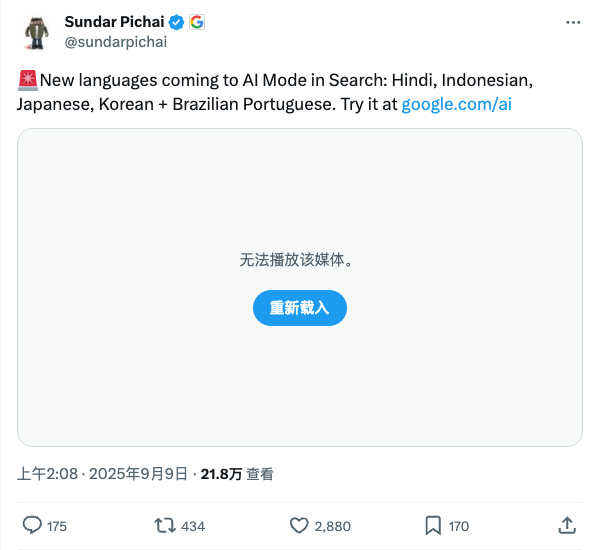 Sundar Pichai
@sundarpichai
🚨New languages coming to AI Mode in Search: Hindi, Indonesian,
Japanese, Korean + Brazilian Portuguese. Try it at google.com/ai
无法播放该媒体。
重新载入
上午2:08 · 2025年9月9日 · 21.8万 查看
175 434 2,880 170